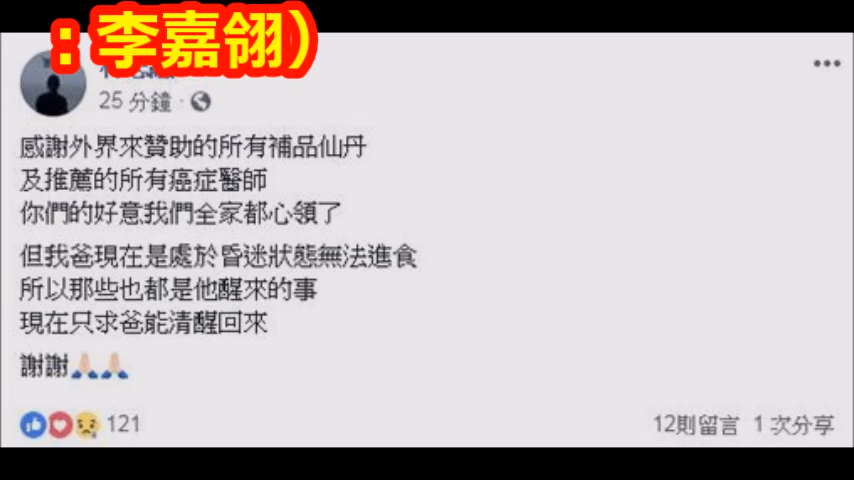 ：李嘉翎）
25 分鐘 ·
感謝外界來贊助的所有補品仙丹
及推薦的所有癌症醫師
你們的好意我們全家都心領了
但我爸現在是處於昏迷狀態無法進食
所以那些也都是他醒來的事
現在只求爸能清醒回來
謝謝🙏🏻🙏🏻
121
12則留言 1 次分享